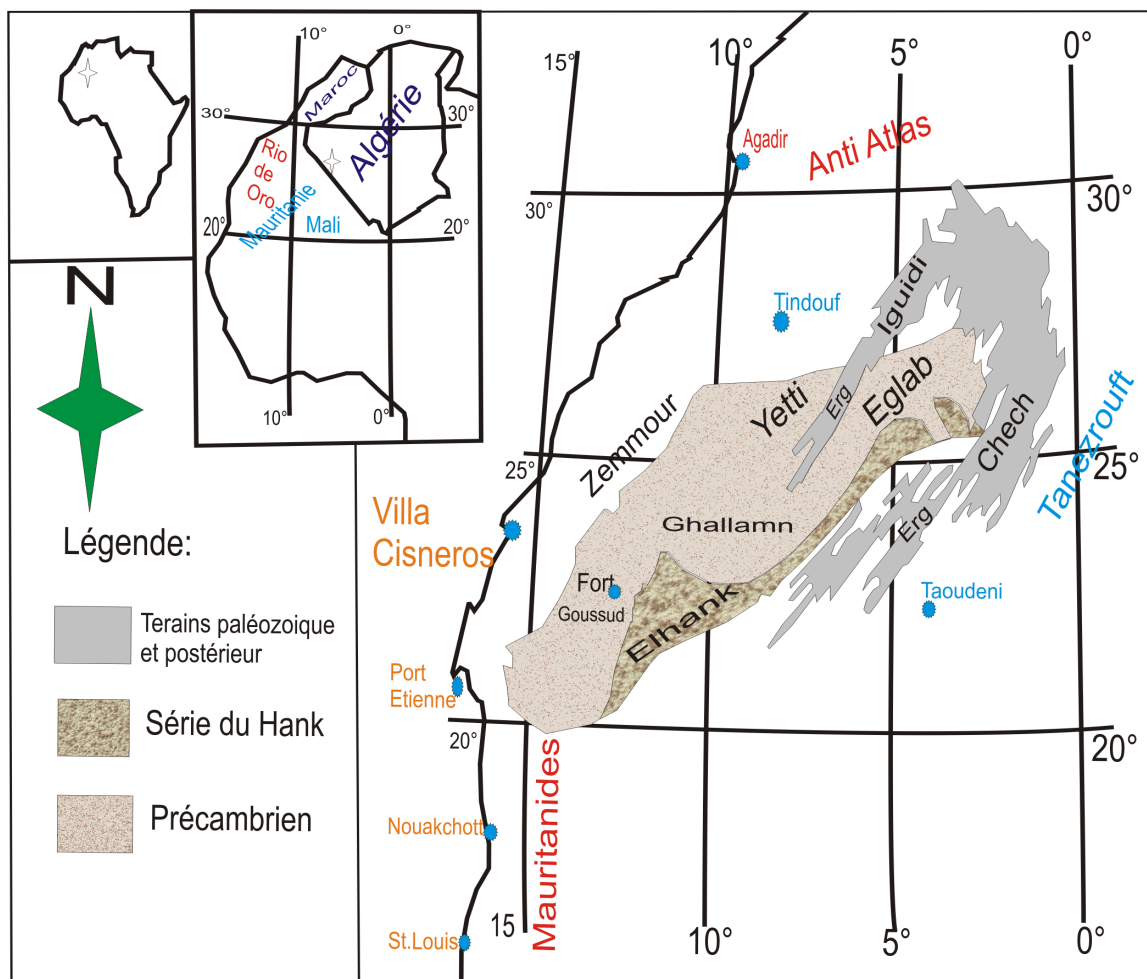 10°
0°
Maroc
30°
Algérie
30°
Rio
de
Oro
Mauritanie
Mali
20°
20°
10°
0°
N
Légende:
Terains paléozoique
et postérieur
Série du Hank
Précambrien
15°
10°
5°
0°
Agadir
Anti Atlas
30°
30°
Tindouf
Iguidi
Erg
Eglab
Yetti
Zemmour
Chech
Erg
Tanezrouft
25°
25°
Villa
Cisneros
Ghallamn
Fort
Goussud
Elhank
Taoudeni
Port
Etienne
20°
20°
Mauritanides
Nouakchott
St.Louis
15
10°
5°
0°